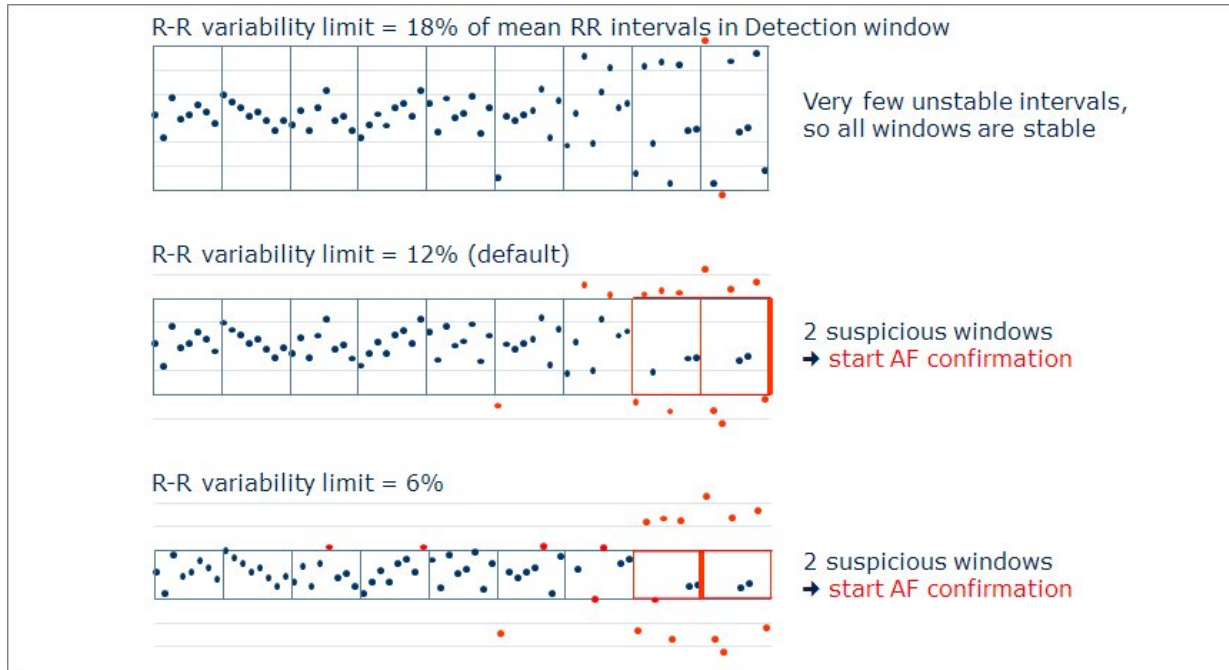 R-R variability limit = 18% of mean RR intervals in Detection window
Very few unstable intervals,
so all windows are stable
R-R variability limit = 12% (default)
2 suspicious windows
➔ start AF confirmation
R-R variability limit = 6%
2 suspicious windows
➔ start AF confirmation